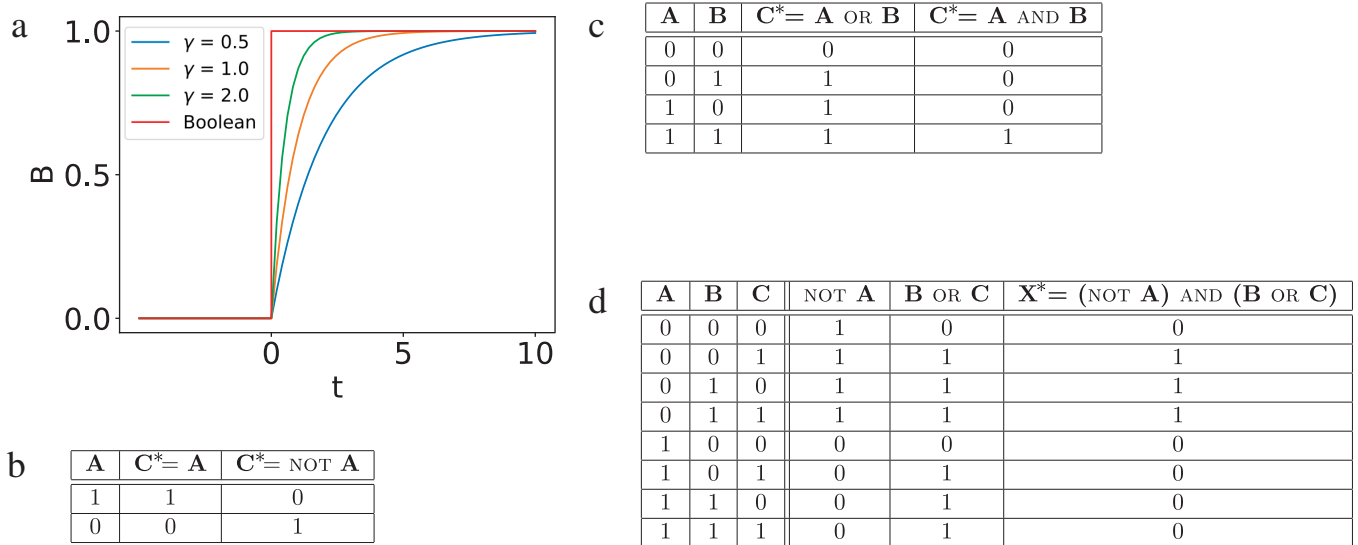 a
1.0
0.5
0.0
B
0
5
10
t
γ = 0.5
γ = 1.0
γ = 2.0
Boolean
b
A C*= A C*= NOT A
1 1 0
0 0 1
c
A B C*= A OR B C*= A AND B
0 0 0 0
0 1 1 0
1 0 1 0
1 1 1 1
d
A B C NOT A B OR C X*= (NOT A) AND (B OR C)
0 0 0 1 0 0
0 0 1 1 1 1
0 1 0 1 1 1
0 1 1 1 1 1
1 0 0 0 0 0
1 0 1 0 1 0
1 1 0 0 1 0
1 1 1 0 1 0